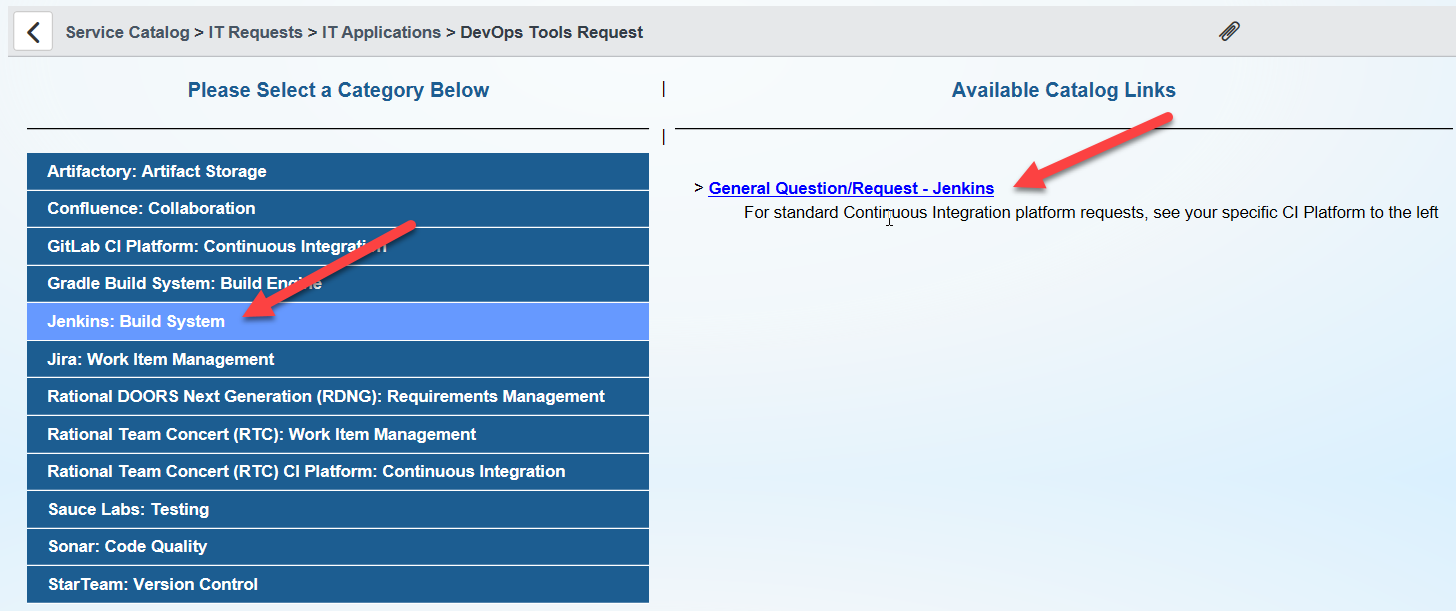 Service Catalog > IT Requests > IT Applications > DevOps Tools Request
Please Select a Category Below
|
Available Catalog Links
|
Artifactory: Artifact Storage
Confluence: Collaboration
GitLab CI Platform: Continuous Integration
Gradle Build System: Build Engine
Jenkins: Build System
Jira: Work Item Management
Rational DOORS Next Generation (RDNG): Requirements Management
Rational Team Concert (RTC): Work Item Management
Rational Team Concert (RTC) CI Platform: Continuous Integration
Sauce Labs: Testing
Sonar: Code Quality
StarTeam: Version Control
> General Question/Request - Jenkins
For standard Continuous Integration platform requests, see your specific CI Platform to the left